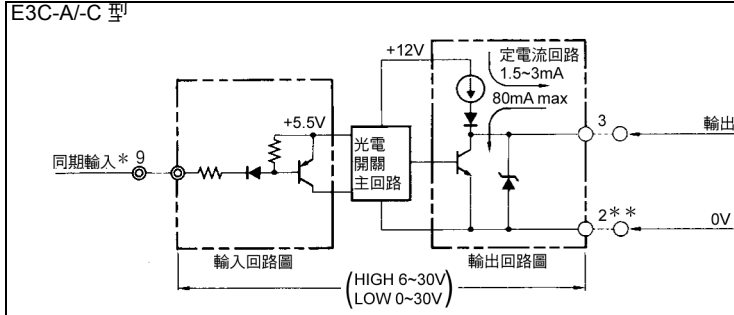 E3C-A/-C 型
+12V
定電流回路
1.5~3mA
80mA max
+5.5V
3
輸出
同期輸入＊ 9
光電
開關
主回路
2＊＊
0V
輸入回路圖
輸出回路圖
(HIGH 6~30V
LOW 0~30V)